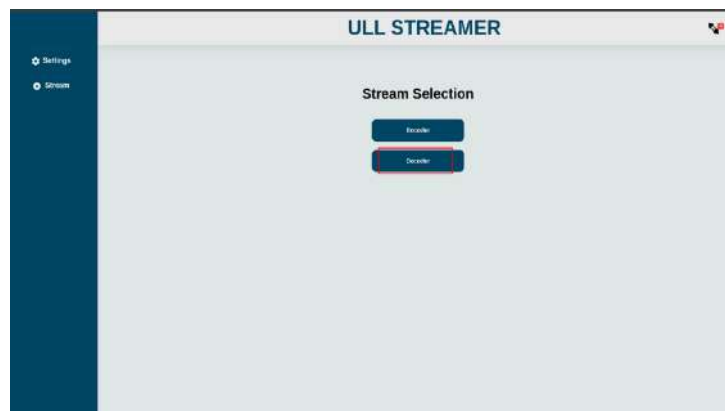 ULL STREAMER
Settings
Stream
Stream Selection
Encoder
Decoder